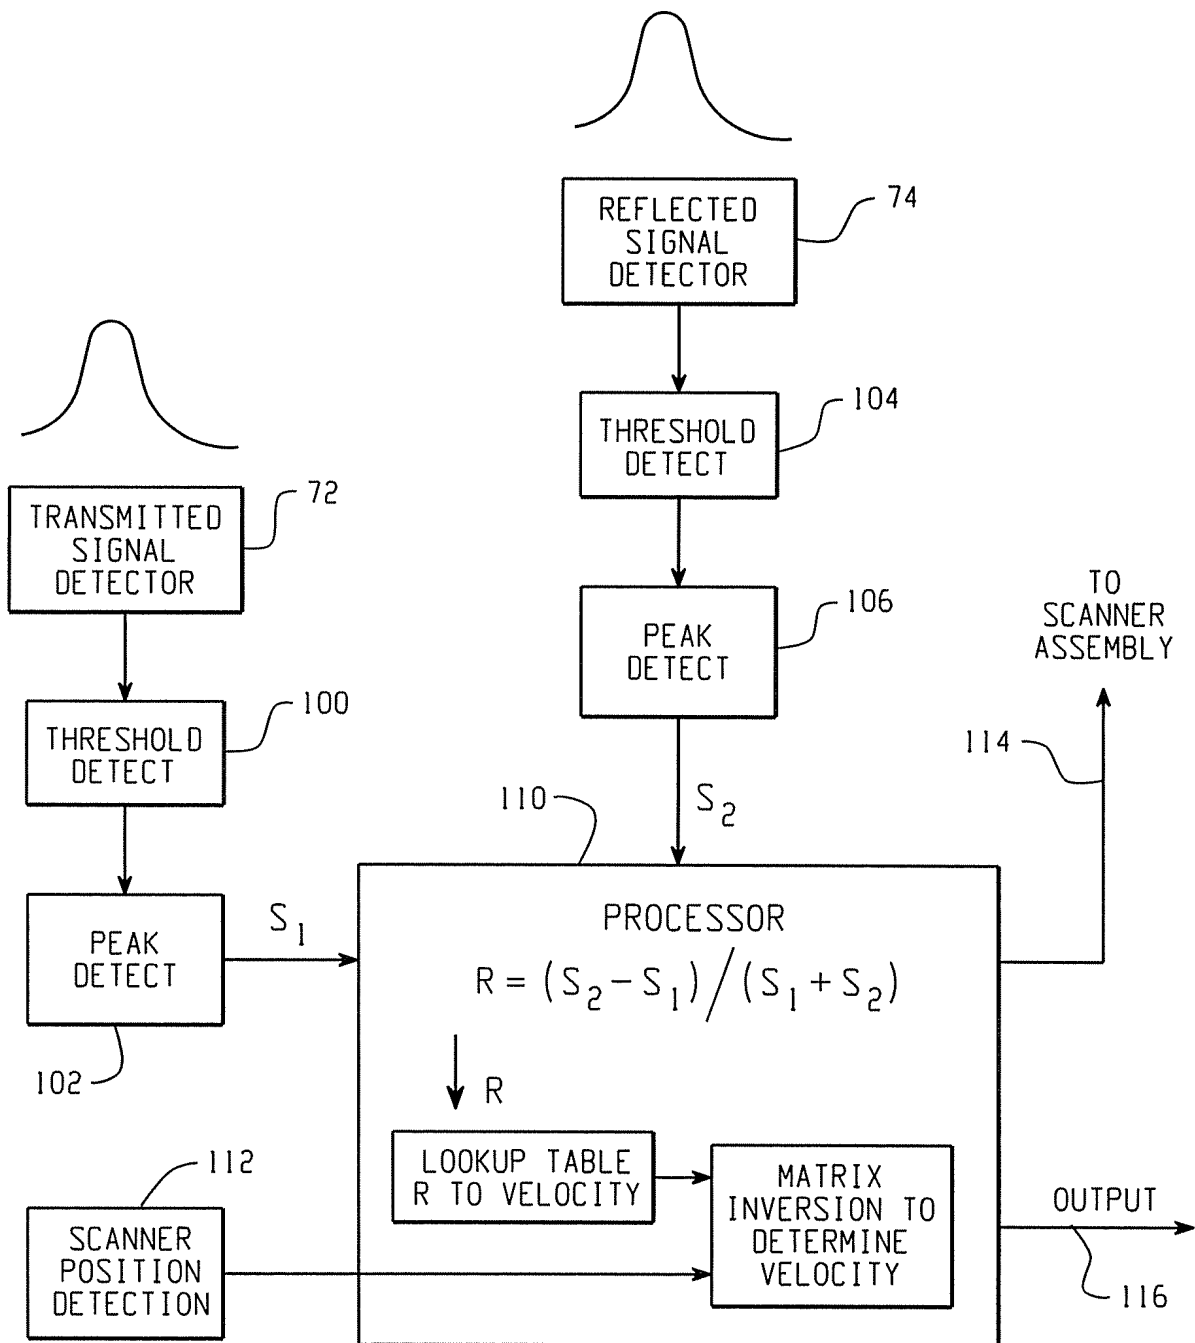 REFLECTED
SIGNAL
DETECTOR
74
THRESHOLD
DETECT
104
TRANSMITTED
SIGNAL
DETECTOR
72
PEAK
DETECT
106
TO
SCANNER
ASSEMBLY
THRESHOLD
DETECT
100
114
110
S2
PEAK
DETECT
102
S1
PROCESSOR
R = (S2 – S1) / (S1 + S2)
R
LOOKUP TABLE
R TO VELOCITY
MATRIX
INVERSION TO
DETERMINE
VELOCITY
112
SCANNER
POSITION
DETECTION
OUTPUT
116